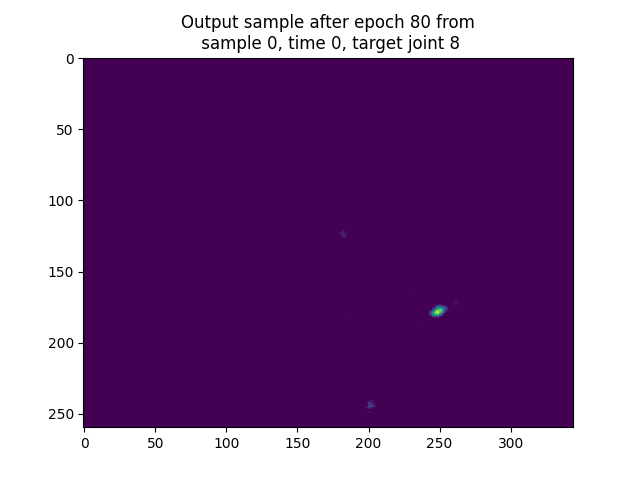 Output sample after epoch 80 from
sample 0, time 0, target joint 8
0
50
100
150
200
250
0 50 100 150 200 250 300